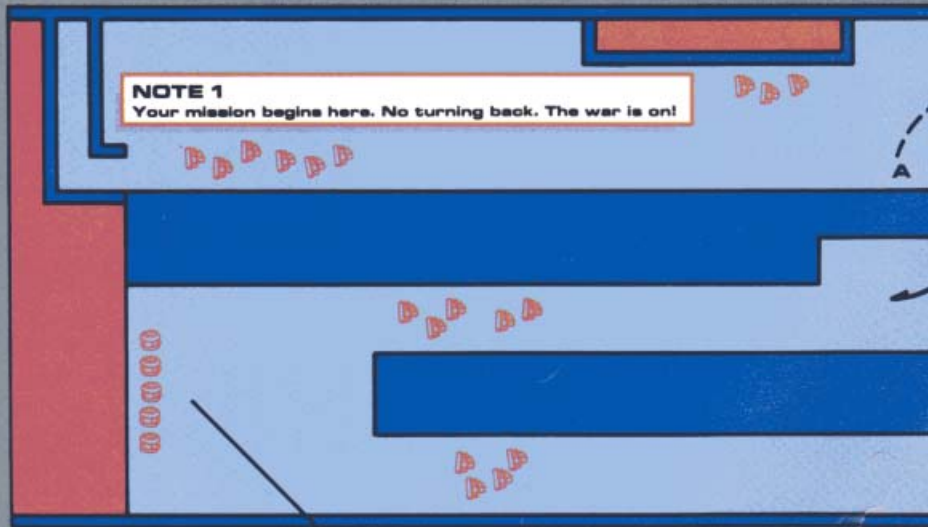 NOTE 1
Your mission begins here. No turning back. The war is on!
A